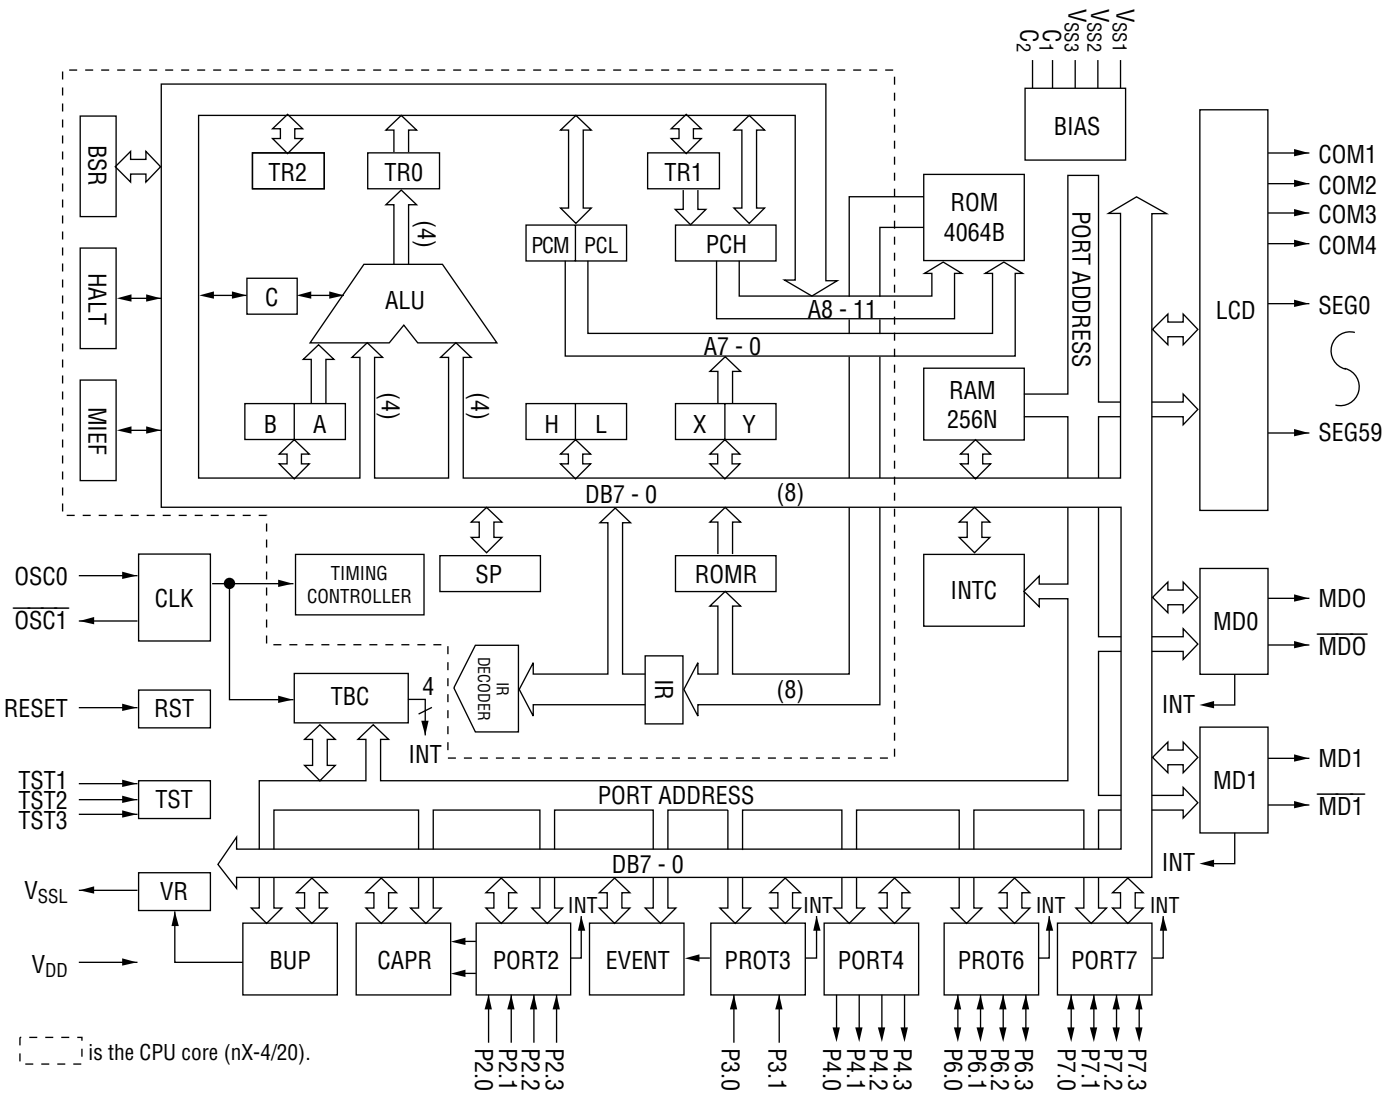 C2 C1 VSS3 VSS2 VSS1
BIAS
BSR
TR2
TR0
TR1
ROM
4064B
PORT ADDRESS
LCD
COM1
COM2
COM3
COM4
(4)
PCM PCL
PCH
HALT
C
ALU
A8 - 11
SEG0
A7 - 0
MIEF
B A
(4)
(4)
H L
X Y
RAM
256N
SEG59
DB7 - 0
(8)
OSC0
OSC1
CLK
TIMING
CONTROLLER
SP
ROMR
INTC
MD0
MDO
MDO
INT
RESET
RST
TBC
4
INT
IR
DECODER
IR
(8)
TST1
TST2
TST3
TST
PORT ADDRESS
MD1
MD1
MD1
INT
DB7 - 0
VSSL
VR
VDD
BUP
CAPR
PORT2
INT
EVENT
PROT3
INT
PORT4
PROT6
INT
PORT7
INT
P2.0 P2.1 P2.2 P2.3
P3.0 P3.1
P4.0 P4.1 P4.2 P4.3
P6.0 P6.1 P6.2 P6.3
P7.0 P7.1 P7.2 P7.3
is the CPU core (nX-4/20).